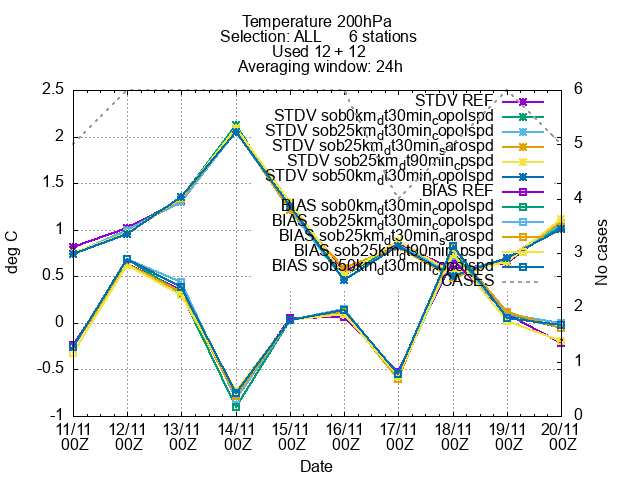 Temperature 200hPa
Selection: ALL 6 stations
Used 12 + 12
Averaging window: 24h
STDV REF
STDV sob0km_dt30min_copolspd
STDV sob25km_dt30min_copolspd
STDV sob25km_dt30min_sarospd
STDV sob25km_dt90min_cpspd
STDV sob50km_dt30min_copolspd
BIAS REF
BIAS sob0km_dt30min_copolspd
BIAS sob25km_dt30min_copolspd
BIAS sob25km_dt30min_sarospd
BIAS sob25km_dt90min_cpspd
BIAS sob50km_dt30min_copolspd
CASES
2.5
2
1.5
1
0.5
0
-0.5
-1
deg C
6
5
4
3
2
1
0
No cases
11/11 12/11 13/11 14/11 15/11 16/11 17/11 18/11 19/11 20/11
00Z 00Z 00Z 00Z 00Z 00Z 00Z 00Z 00Z 00Z
Date